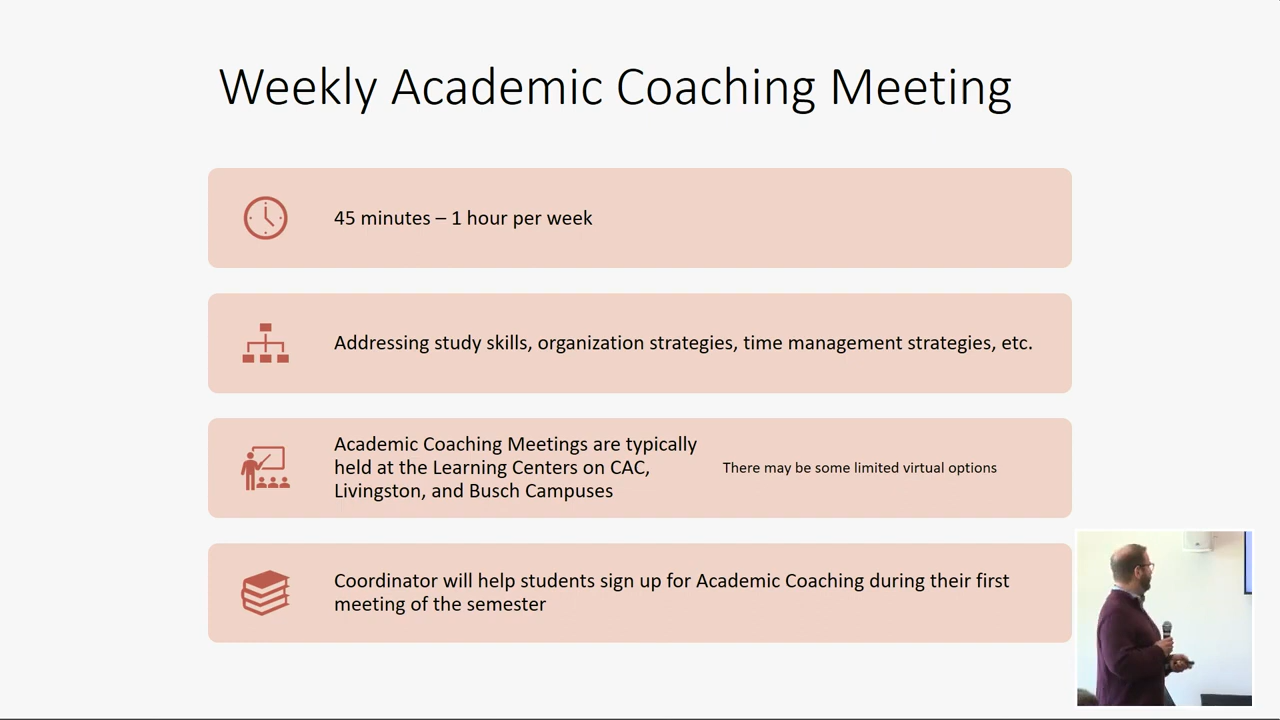 Weekly Academic Coaching Meeting
45 minutes – 1 hour per week
Addressing study skills, organization strategies, time management strategies, etc.
Academic Coaching Meetings are typically
held at the Learning Centers on CAC,
Livingston, and Busch Campuses
There may be some limited virtual options
Coordinator will help students sign up for Academic Coaching during their first
meeting of the semester